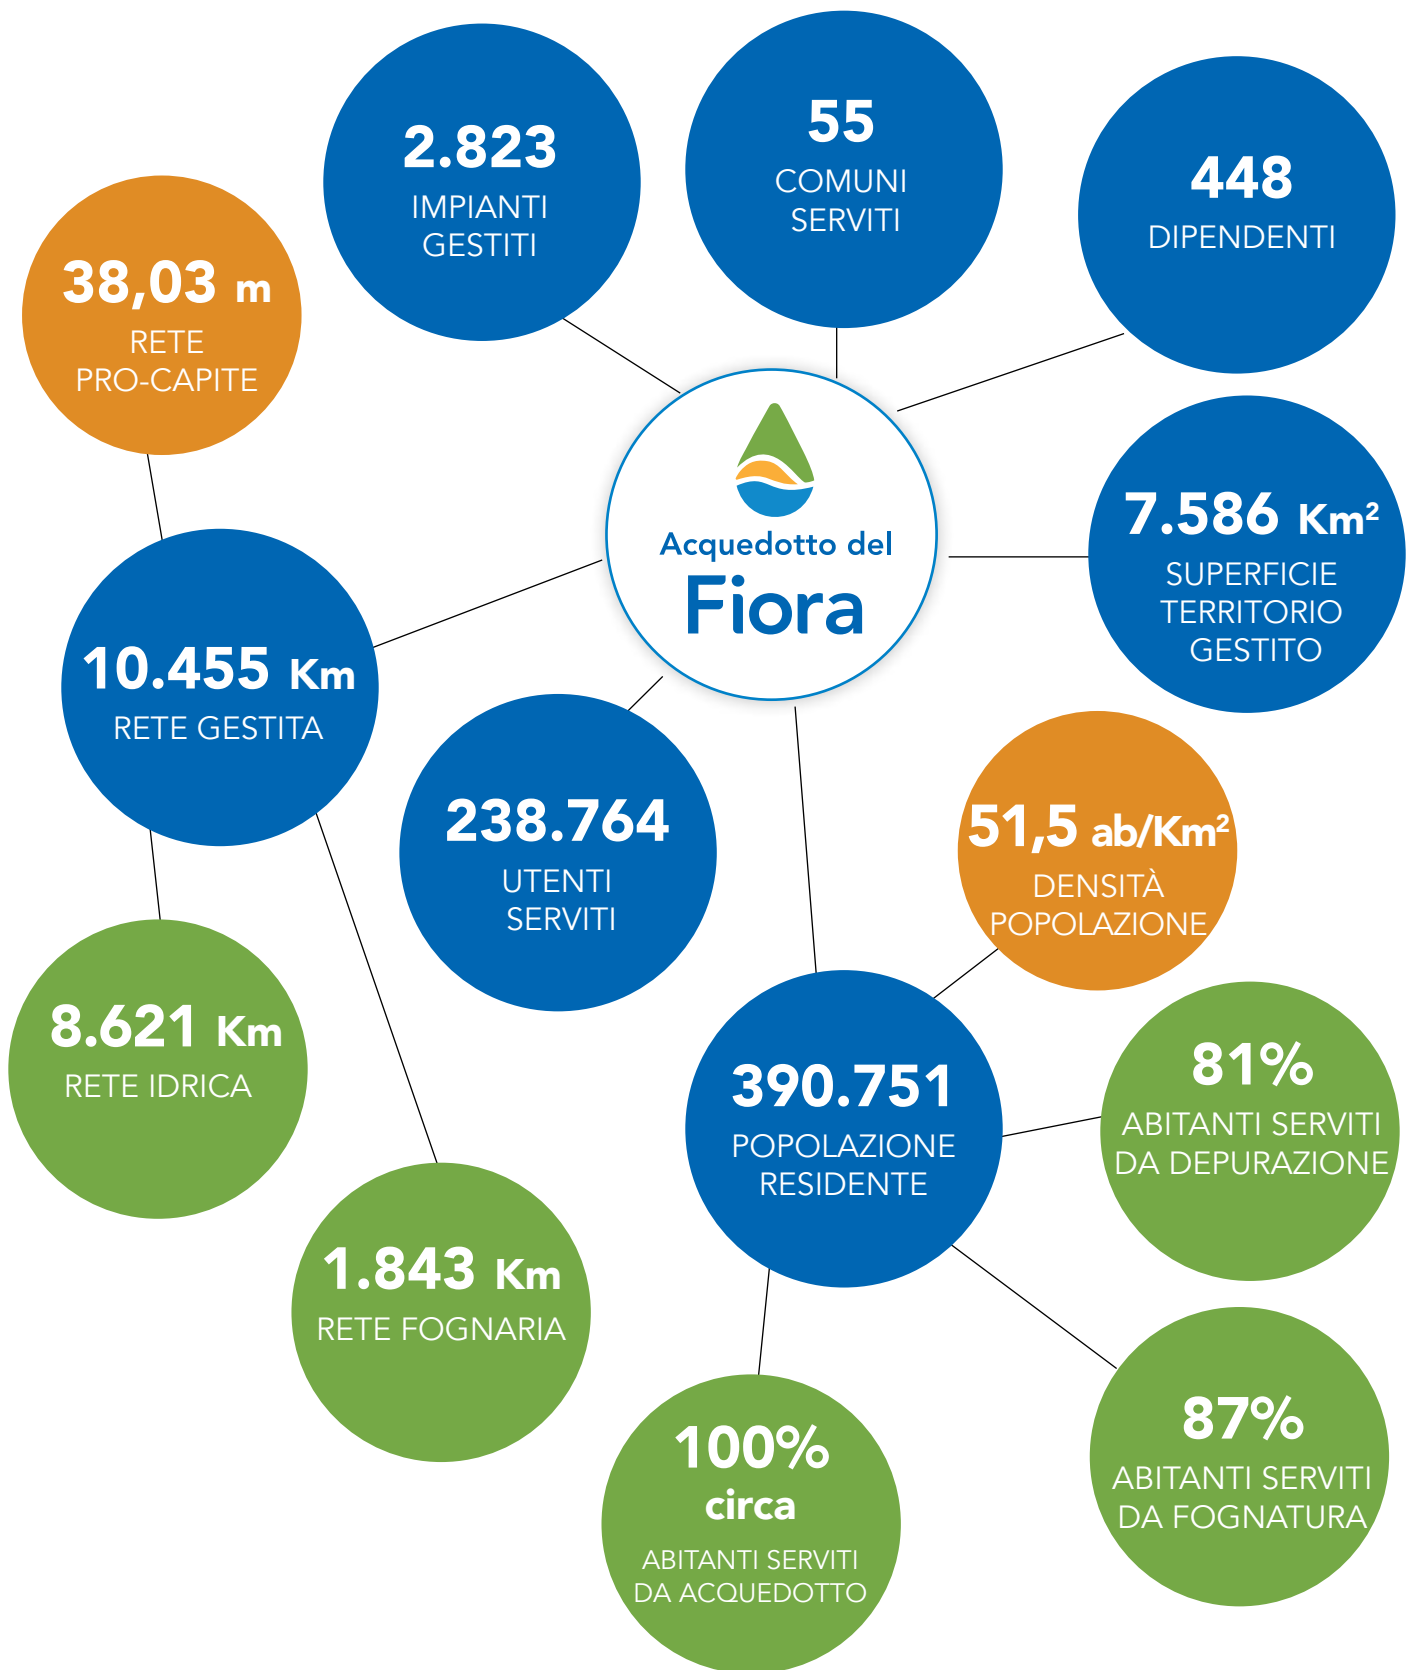 2.823
IMPIANTI
GESTITI
55
COMUNI
SERVITI
448
DIPENDENTI
38,03 m
RETE
PRO-CAPITE
Acquedotto del
Fiora
7.586 Km²
SUPERFICIE
TERRITORIO
GESTITO
10.455 Km
RETE GESTITA
238.764
UTENTI
SERVITI
51,5 ab/Km²
DENSITÀ
POPOLAZIONE
8.621 Km
RETE IDRICA
390.751
POPOLAZIONE
RESIDENTE
81%
ABITANTI SERVITI
DA DEPURAZIONE
1.843 Km
RETE FOGNARIA
87%
ABITANTI SERVITI
DA FOGNATURA
100%
circa
ABITANTI SERVITI
DA ACQUEDOTTO